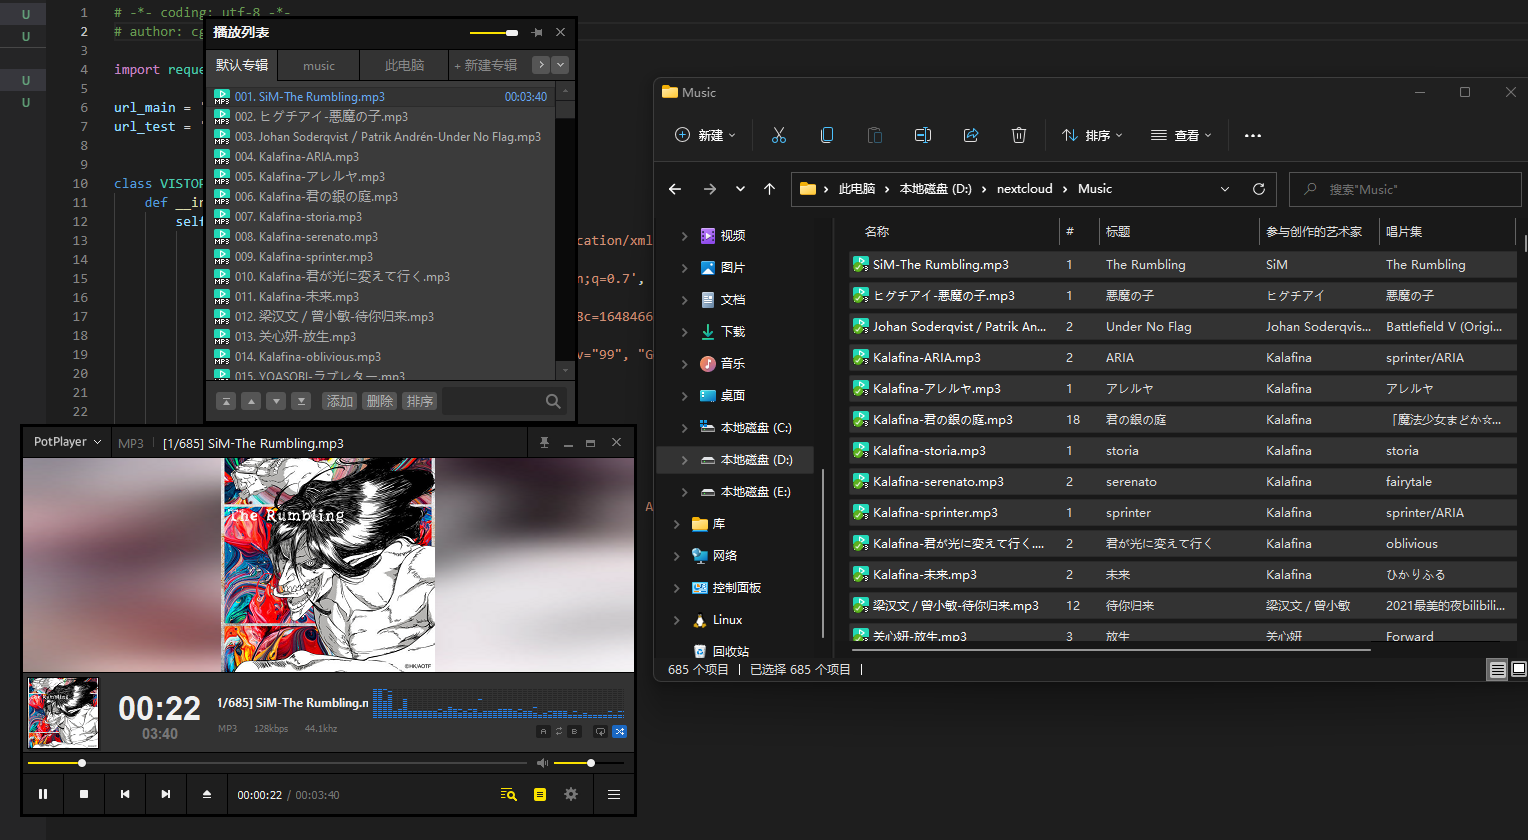 U
U
U
U
1 # -*- coding: utf-8 -*-
2 # author: cg
3
4 import reque
5
6 url_main = '
7 url_test = '
8
9
10 class VISTOR
11 def __in
12 self
13 cation/xml
14
15 n;q=0.7',
16
17 8c=1648466
18
19 v="99", "G
20
21
22
A
播放列表
默认专辑 music 此电脑 + 新建专辑
001. SiM-The Rumbling.mp3 00:03:40
002. ヒグチアイ-悪魔の子.mp3
003. Johan Soderqvist / Patrik Andrén-Under No Flag.mp3
004. Kalafina-ARIA.mp3
005. Kalafina-アレルヤ.mp3
006. Kalafina-君の銀の庭.mp3
007. Kalafina-storia.mp3
008. Kalafina-serenato.mp3
009. Kalafina-sprinter.mp3
010. Kalafina-君が光に変えて行く.mp3
011. Kalafina-未来.mp3
012. 梁汉文 / 曾小敏-待你归来.mp3
013. 关心妍-放生.mp3
014. Kalafina-oblivious.mp3
015. YOASOBI-ラブレター.mp3
添加 删除 排序
PotPlayer MP3 [1/685] SiM-The Rumbling.mp3
The Rumbling
©HK/AOTF
The Rumbling
00:22
03:40
1/685] SiM-The Rumbling.n
MP3 128kbps 44.1khz
A B
00:00:22 / 00:03:40
Music
新建 排序 查看
此电脑 本地磁盘 (D:) nextcloud Music
搜索"Music"
视频
图片
文档
下载
音乐
桌面
本地磁盘 (C:)
本地磁盘 (D:)
本地磁盘 (E:)
库
网络
控制面板
Linux
回收站
名称 # 标题 参与创作的艺术家 唱片集
SiM-The Rumbling.mp3 1 The Rumbling SiM The Rumbling
ヒグチアイ-悪魔の子.mp3 1 悪魔の子 ヒグチアイ 悪魔の子
Johan Soderqvist / Patrik An... 2 Under No Flag Johan Soderqvis... Battlefield V (Origi...
Kalafina-ARIA.mp3 2 ARIA Kalafina sprinter/ARIA
Kalafina-アレルヤ.mp3 1 アレルヤ Kalafina アレルヤ
Kalafina-君の銀の庭.mp3 18 君の銀の庭 Kalafina 「魔法少女まどか☆...
Kalafina-storia.mp3 1 storia Kalafina storia
Kalafina-serenato.mp3 2 serenato Kalafina fairytale
Kalafina-sprinter.mp3 1 sprinter Kalafina sprinter/ARIA
Kalafina-君が光に変えて行く.... 2 君が光に変えて行く Kalafina oblivious
Kalafina-未来.mp3 2 未来 Kalafina ひかりふる
梁汉文 / 曾小敏-待你归来.mp3 12 待你归来 梁汉文 / 曾小敏 2021最美的夜bilibili...
关心妍-放生.mp3 3 放生 关心妍 Forward
685 个项目 已选择 685 个项目